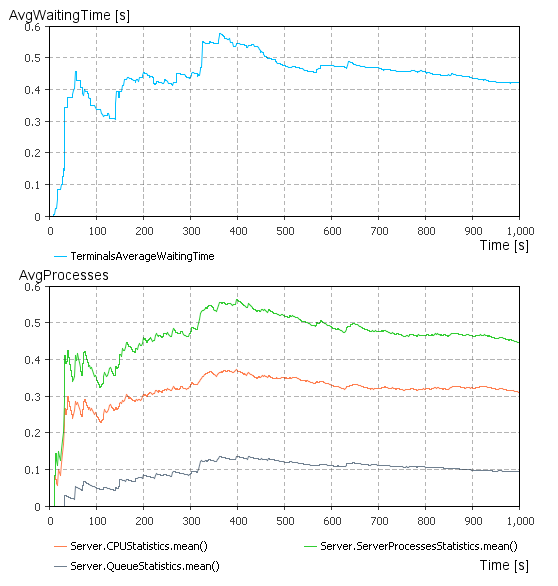 AvgWaitingTime [s]
0.6
0.5
0.4
0.3
0.2
0.1
0
0 100 200 300 400 500 600 700 800 900 1,000
Time [s]
TerminalsAverageWaitingTime
AvgProcesses
0.6
0.5
0.4
0.3
0.2
0.1
0
0 100 200 300 400 500 600 700 800 900 1,000
Server.CPUStatistics.mean() Server.ServerProcessesStatistics.mean()
Server.QueueStatistics.mean() Time [s]